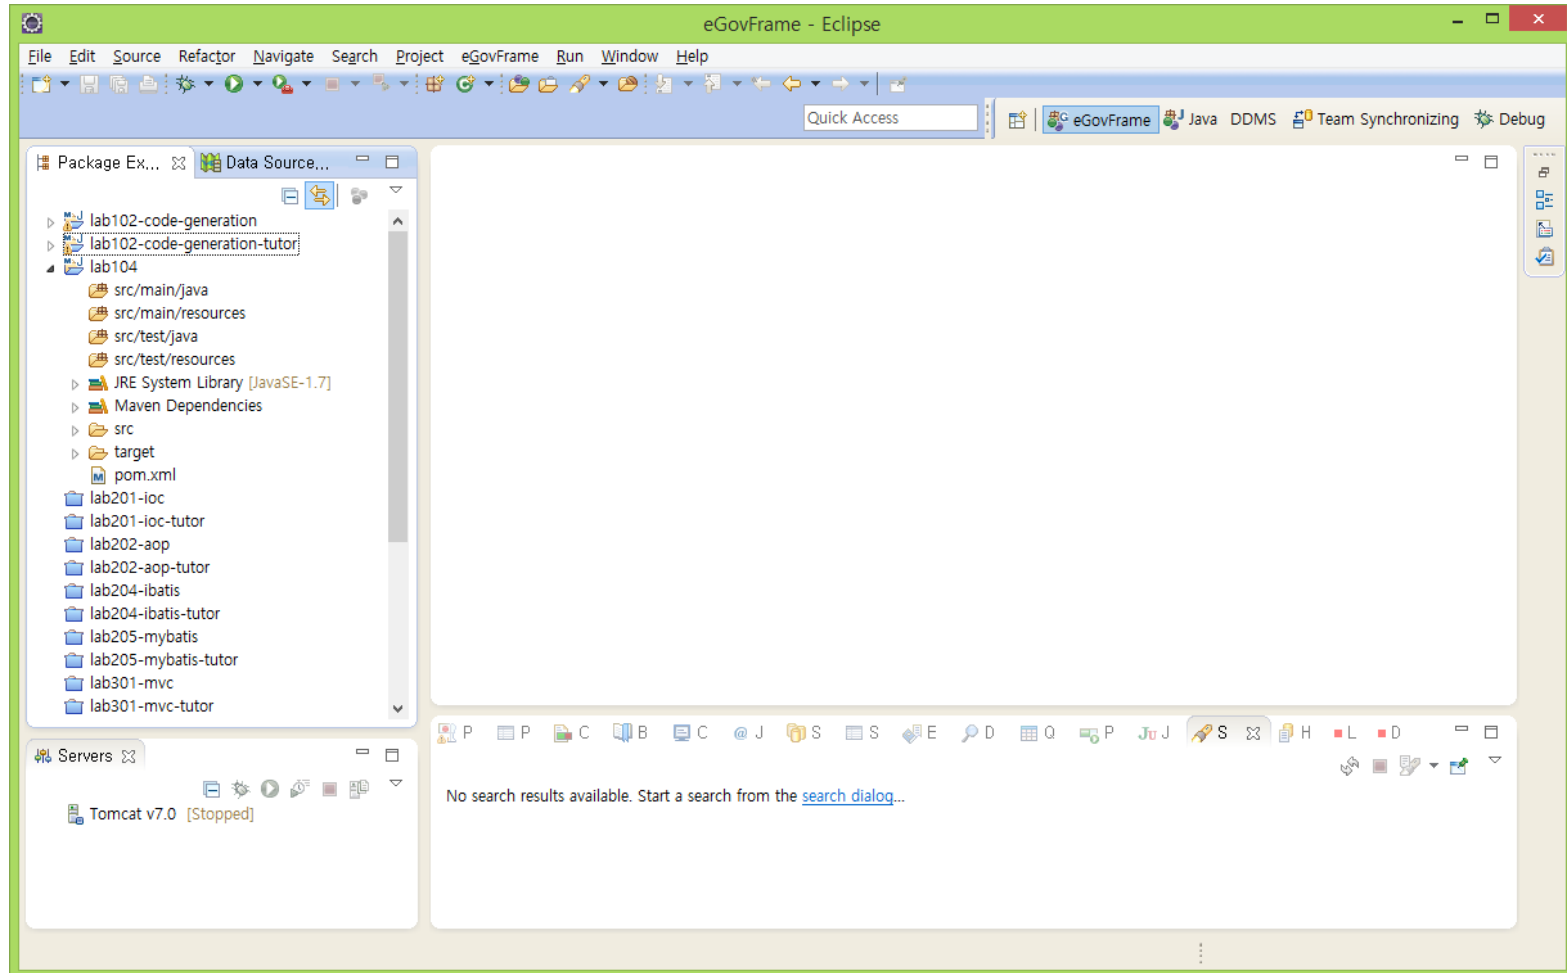 eGovFrame - Eclipse
File Edit Source Refactor Navigate Search Project eGovFrame Run Window Help
Quick Access eGovFrame Java DDMS Team Synchronizing Debug
Package Ex... Data Source...
lab102-code-generation
lab102-code-generation-tutor
lab104
src/main/java
src/main/resources
src/test/java
src/test/resources
JRE System Library [JavaSE-1.7]
Maven Dependencies
src
target
pom.xml
lab201-ioc
lab201-ioc-tutor
lab202-aop
lab202-aop-tutor
lab204-ibatis
lab204-ibatis-tutor
lab205-mybatis
lab205-mybatis-tutor
lab301-mvc
lab301-mvc-tutor
Servers
Tomcat v7.0 [Stopped]
P P C B C J S S E D Q P J S H L D
No search results available. Start a search from the search dialog...